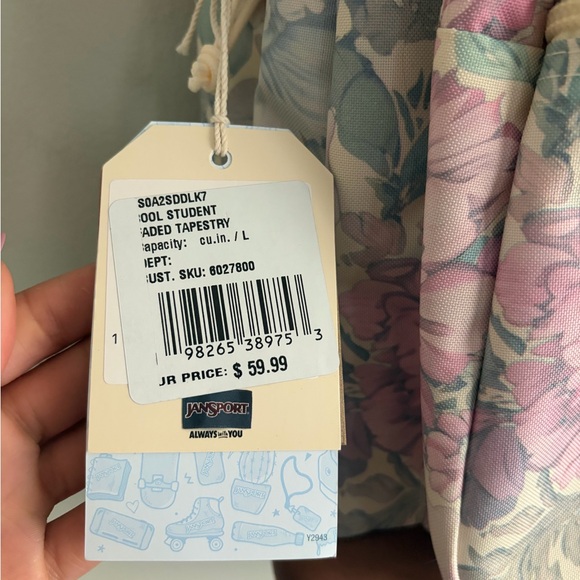 S0A2SDDLK7
OOL STUDENT
ADED TAPESTRY
apacity: cu.in. / L
DEPT:
UST. SKU: 6027800
1 98265 38975 3
UR PRICE: $ 59.99
JANSPORT
ALWAYS with YOU
Y2943